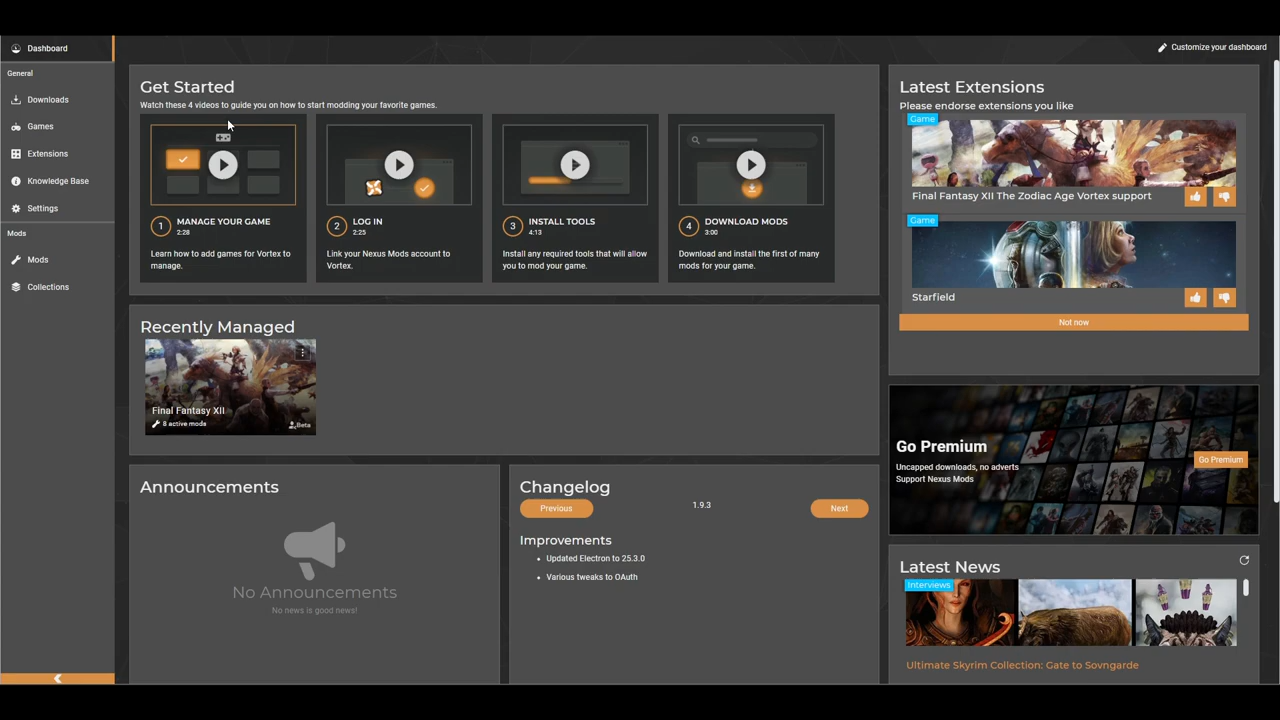 Dashboard
Customize your dashboard
General
Downloads
Games
Extensions
Knowledge Base
Settings
Mods
Mods
Collections
Get Started
Watch these 4 videos to guide you on how to start modding your favorite games.
1
MANAGE YOUR GAME
2:28
Learn how to add games for Vortex to
manage.
2
LOG IN
2:25
Link your Nexus Mods account to
Vortex.
3
INSTALL TOOLS
4:13
Install any required tools that will allow
you to mod your game.
4
DOWNLOAD MODS
3:00
Download and install the first of many
mods for your game.
Recently Managed
Final Fantasy XII
8 active mods
Beta
Announcements
No Announcements
No news is good news!
Changelog
Previous
1.9.3
Next
Improvements
• Updated Electron to 25.3.0
• Various tweaks to OAuth
Latest Extensions
Please endorse extensions you like
Game
Final Fantasy XII The Zodiac Age Vortex support
Game
Starfield
Not now
Go Premium
Uncapped downloads, no adverts
Support Nexus Mods
Go Premium
Latest News
Interviews
Ultimate Skyrim Collection: Gate to Sovngarde